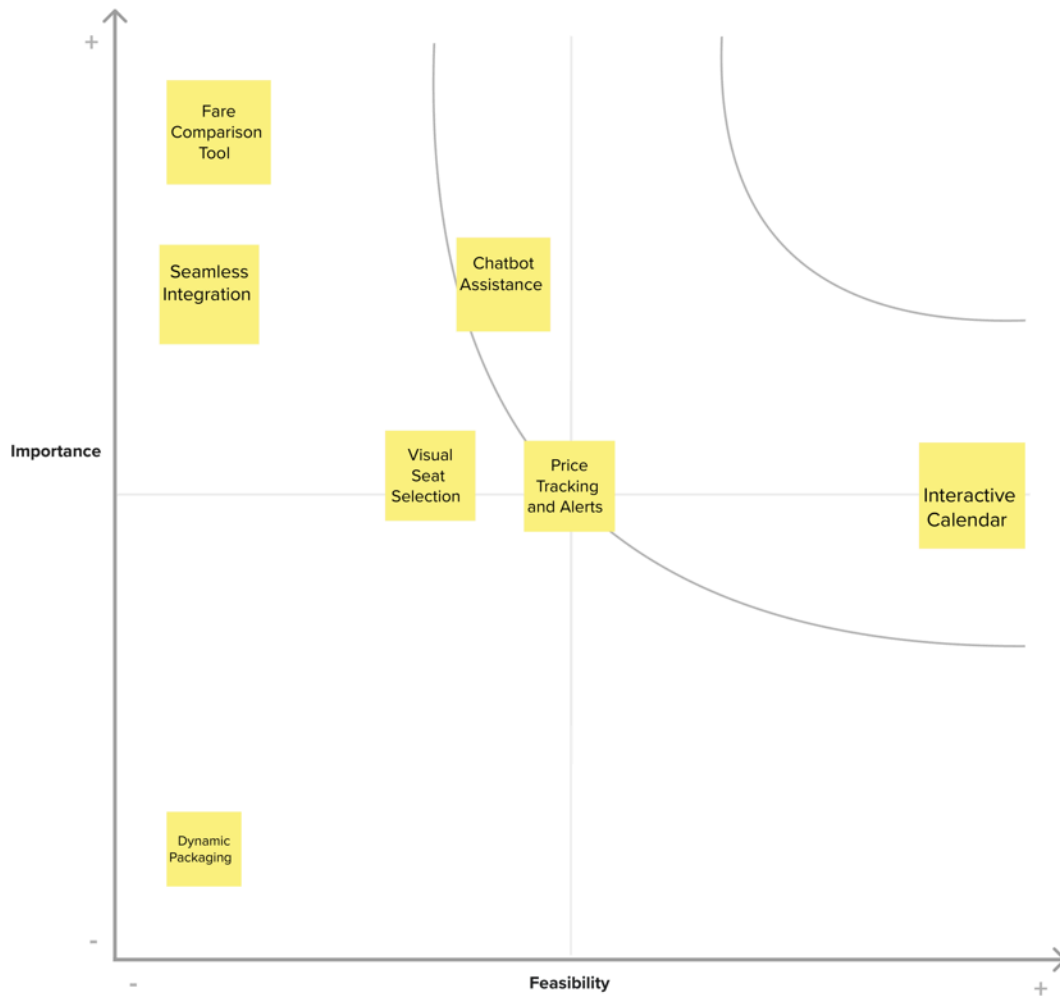 +
Fare
Comparison
Tool
Seamless
Integration
Chatbot
Assistance
Importance
Visual
Seat
Selection
Price
Tracking
and Alerts
Interactive
Calendar
Dynamic
Packaging
-
-
Feasibility
+